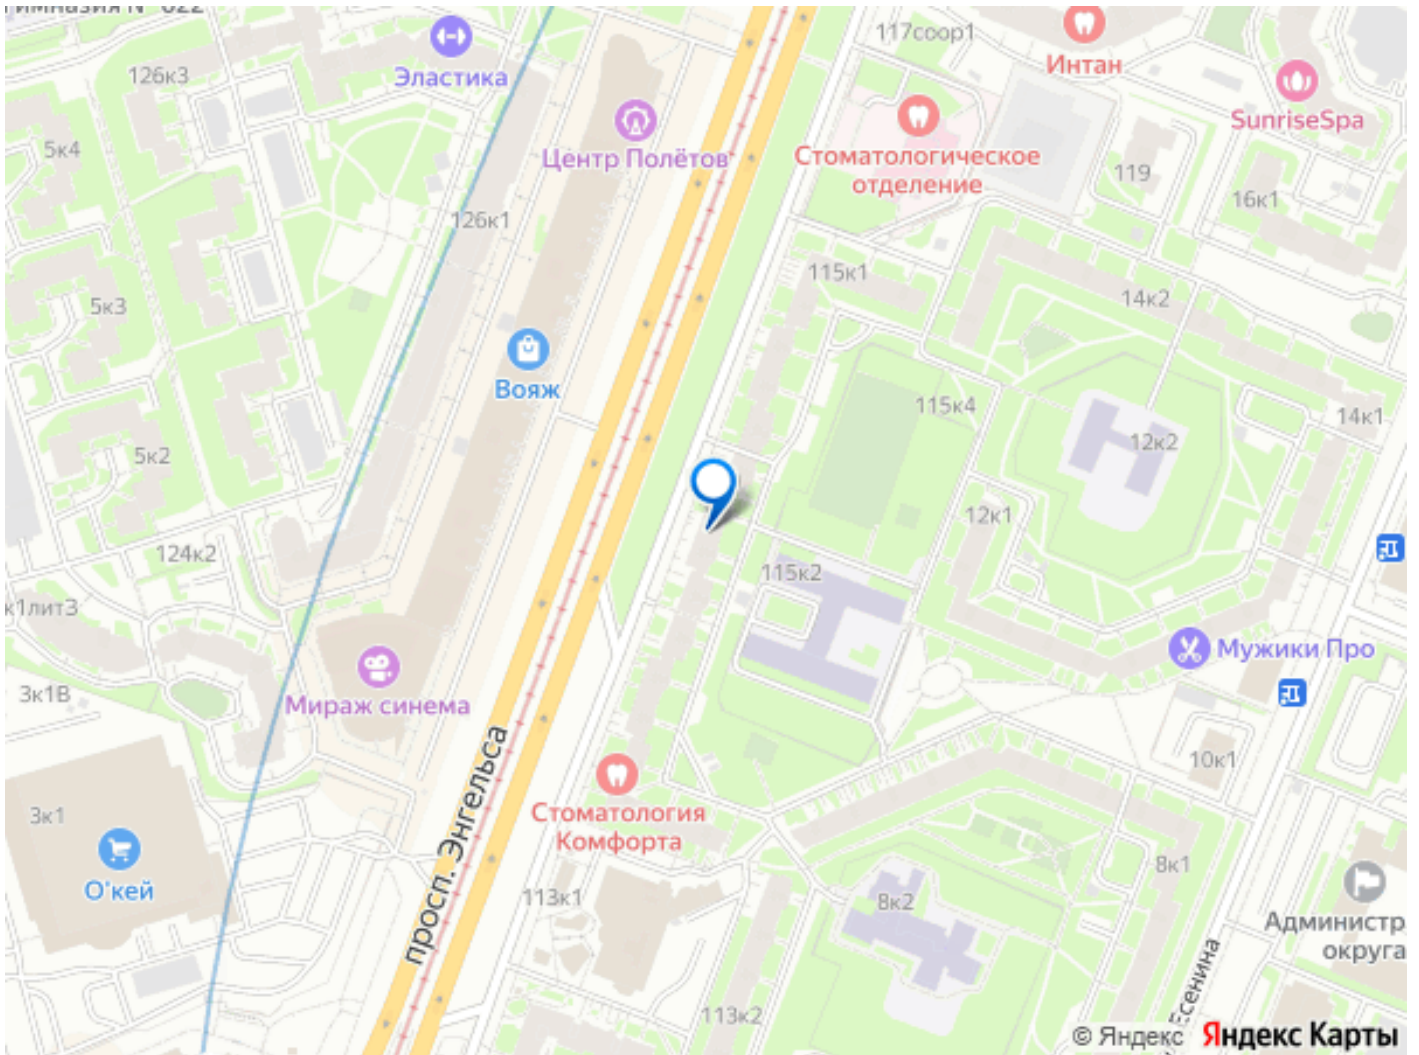 126к3
Эластика
117соор1
Интан
SunriseSpa
5к4
Центр Полётов
Стоматологическое
отделение
119
16к1
126к1
115к1
14к2
5к3
Вояж
115к4
14к1
5к2
12к2
12к1
124к2
115к2
к1лит3
Мужики Про
3к1В
Мираж синема
просп. Энгельса
10к1
3к1
Стоматология
Комфорта
О'кей
8к1
113к1
8к2
Администр
округа
Есенина
113к2
© Яндекс Яндекс Карты